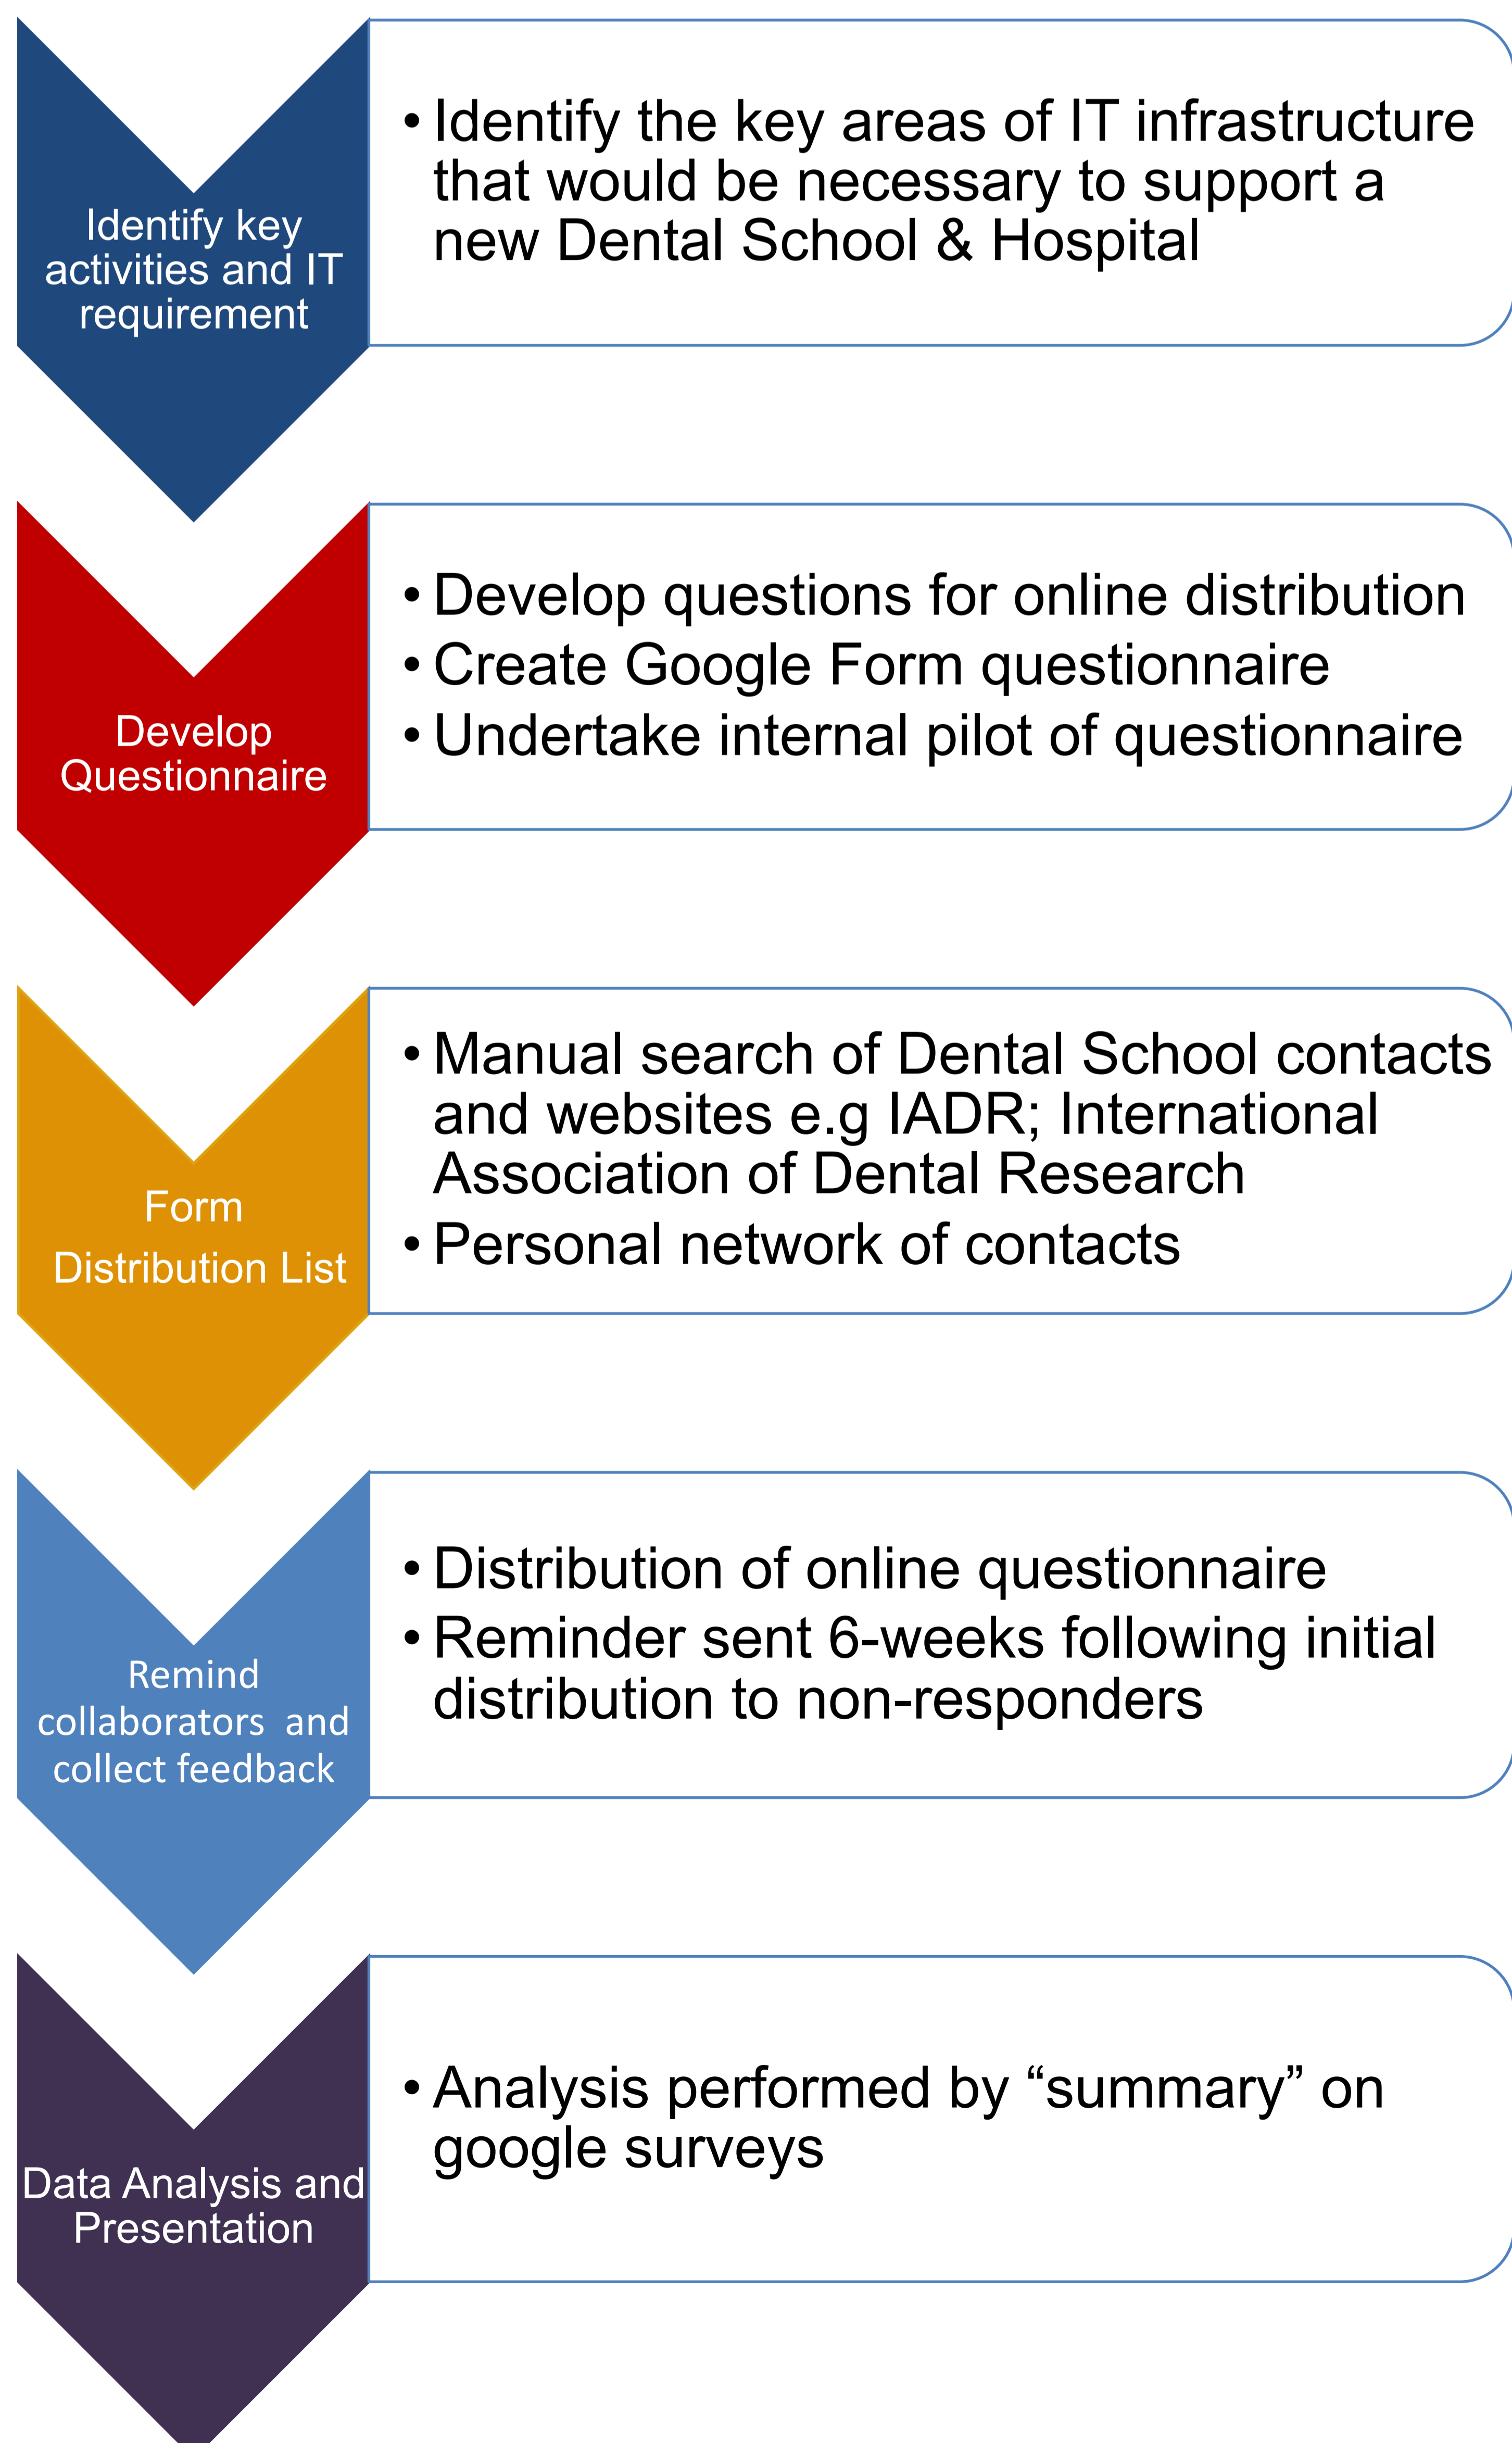 Identify key
activities and IT
requirement
• Identify the key areas of IT infrastructure
that would be necessary to support a
new Dental School & Hospital
Develop
Questionnaire
• Develop questions for online distribution
• Create Google Form questionnaire
• Undertake internal pilot of questionnaire
Form
Distribution List
• Manual search of Dental School contacts
and websites e.g IADR; International
Association of Dental Research
• Personal network of contacts
Remind
collaborators and
collect feedback
• Distribution of online questionnaire
• Reminder sent 6-weeks following initial
distribution to non-responders
Data Analysis and
Presentation
• Analysis performed by “summary” on
google surveys